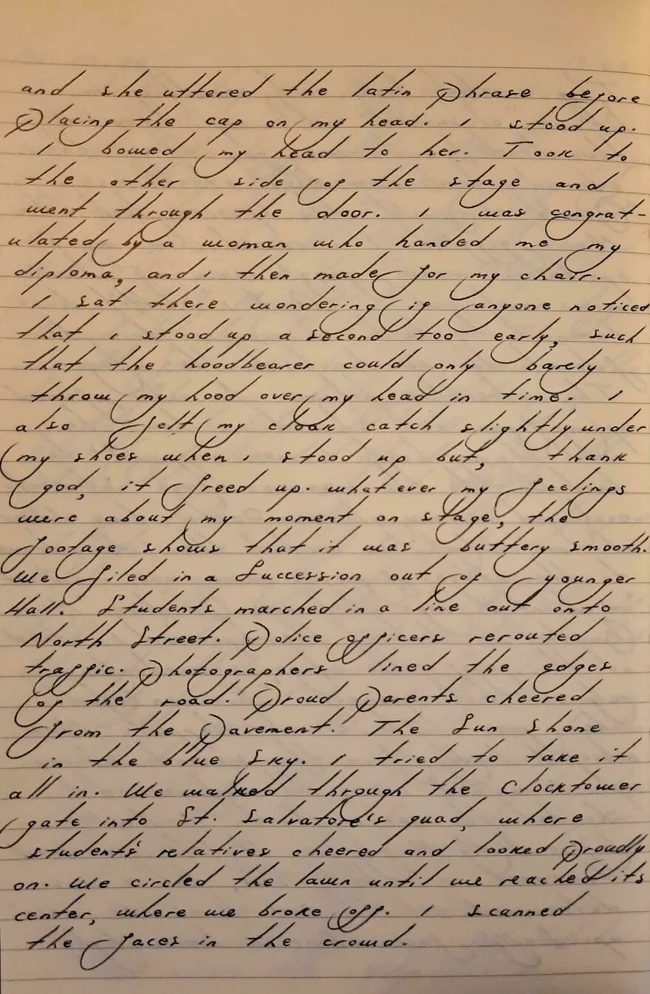 and she uttered the latin phrase before
placing the cap on my head. I stood up.
I bowed my head to her. Took to
the other side of the stage and
went through the door. I was congrat-
ulated by a woman who handed me my
diploma, and i then made for my chair.
I sat there wondering if anyone noticed
that i stood up a second too early, such
that the hoodbearer could only barely
throw my hood over my head in time. I
also felt my cloak catch slightly under
my shoes when i stood up but, thank
god, it freed up. whatever my feelings
were about my moment on stage, the
footage shows that it was buttery smooth.
We filed in a succession out of Younger
Hall. Students marched in a line out onto
North Street. Police officers rerouted
traffic. Photographers lined the edges
of the road. Proud Parents cheered
from the Pavement. The Sun Shone
in the blue Sky. I tried to take it
all in. We walked through the Clocktower
gate into St. Salvatore's quad, where
students' relatives cheered and looked Proudly
on. We circled the lawn until we reached its
center, where we broke off. I scanned
the faces in the crowd.